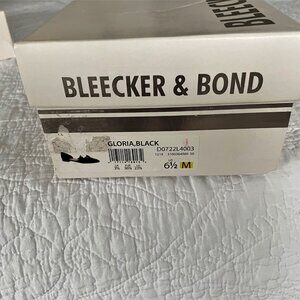 BLEECKER
BLEECKER & BOND
GLORIA,BLACK
D0722L4003
6½ M